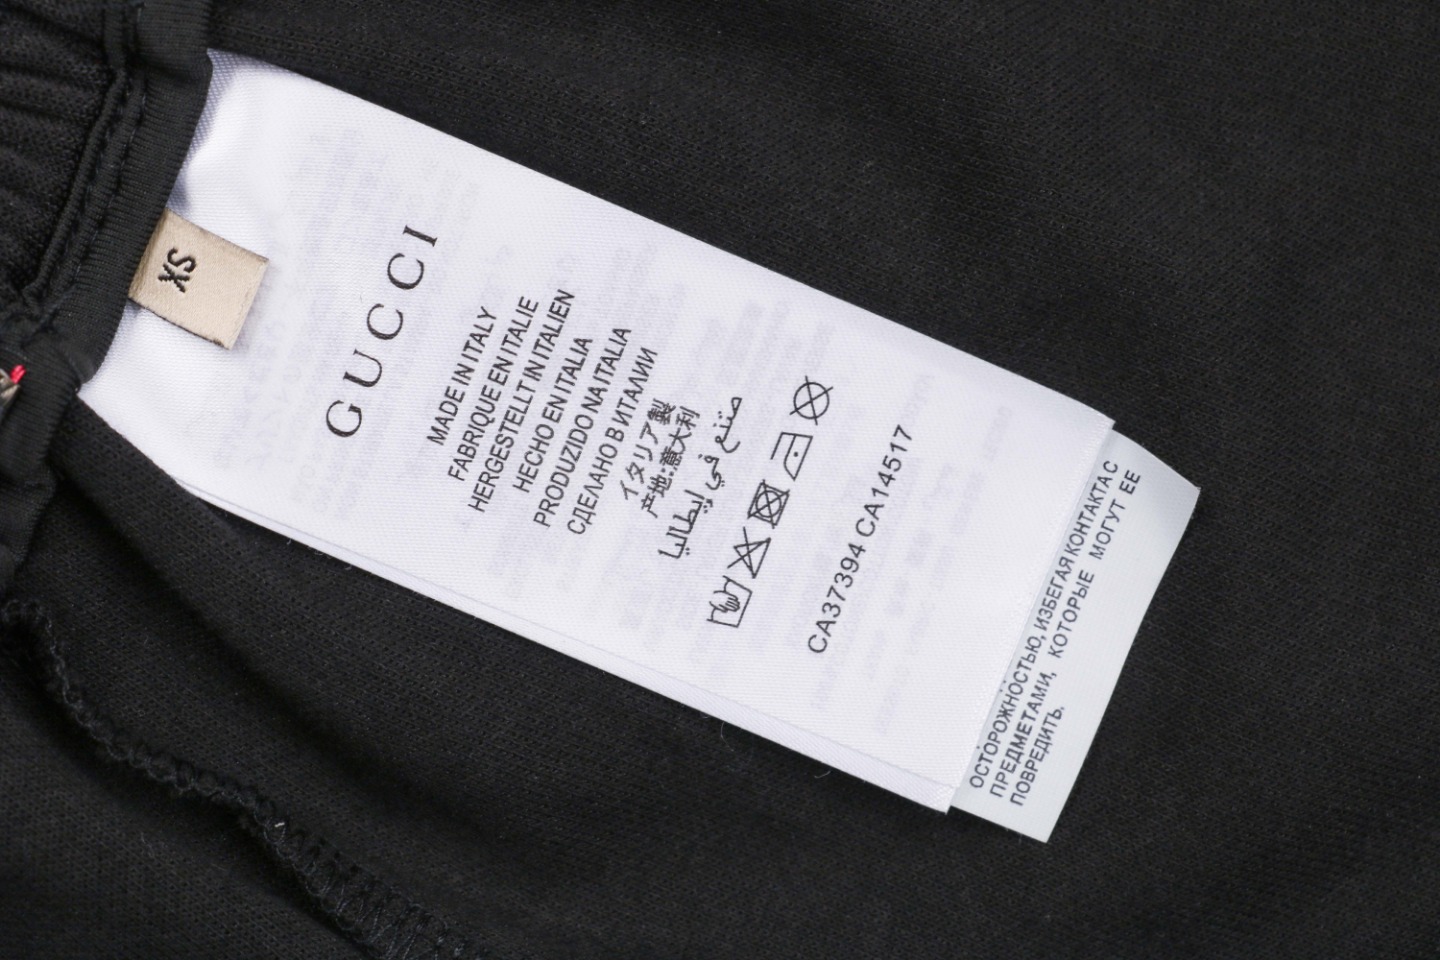 XS
GUCCI
MADE IN ITALY
FABRIQUE EN ITALIE
HERGESTELLT IN ITALIEN
HECHO EN ITALIA
PRODUZIDO NA ITALIA
СДЕЛАНО В ИТАЛИИ
イタリア製
产地:意大利
صنع في إيطاليا
CA37394 CA14517
ОСТОРОЖНОСТЬЮ, ИЗБЕГАЯ КОНТАКТА С
ПРЕДМЕТАМИ, КОТОРЫЕ МОГУТ ЕЕ
ПОВРЕДИТЬ.